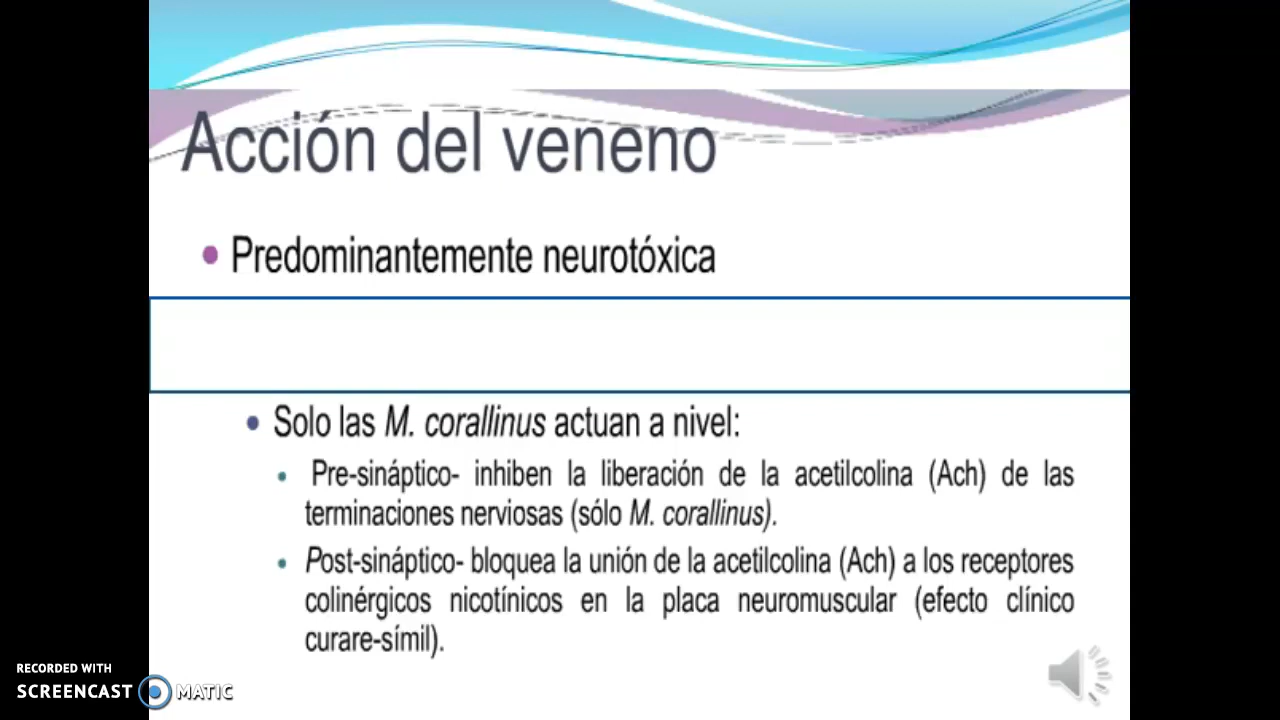 Acción del veneno
• Predominantemente neurotóxica
• Solo las M. corallinus actuan a nivel:
• Pre-sináptico- inhiben la liberación de la acetilcolina (Ach) de las
terminaciones nerviosas (sólo M. corallinus).
• Post-sináptico- bloquea la unión de la acetilcolina (Ach) a los receptores
colinérgicos nicotínicos en la placa neuromuscular (efecto clínico
curare-símil).
RECORDED WITH
SCREENCAST MATIC